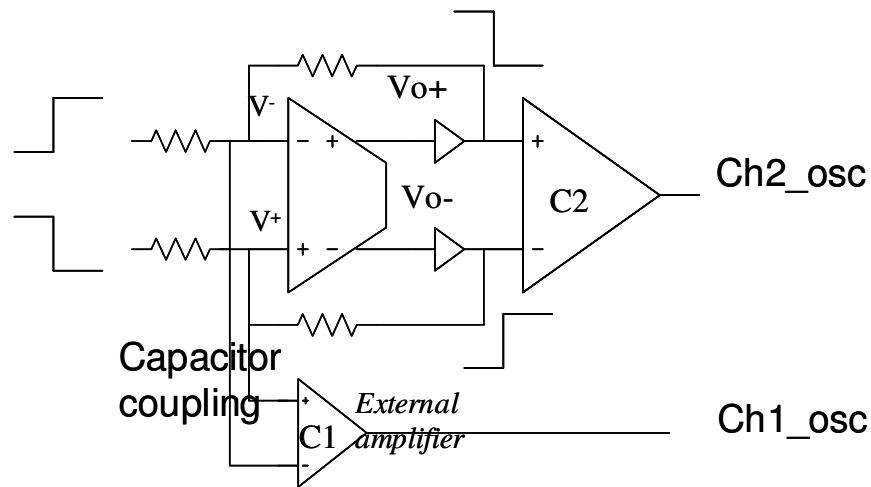 Vo+
V-
- +
+
Ch2_osc
C2
Vo-
V+
+ -
-
Capacitor
coupling
+
External
C1
amplifier
-
Ch1_osc